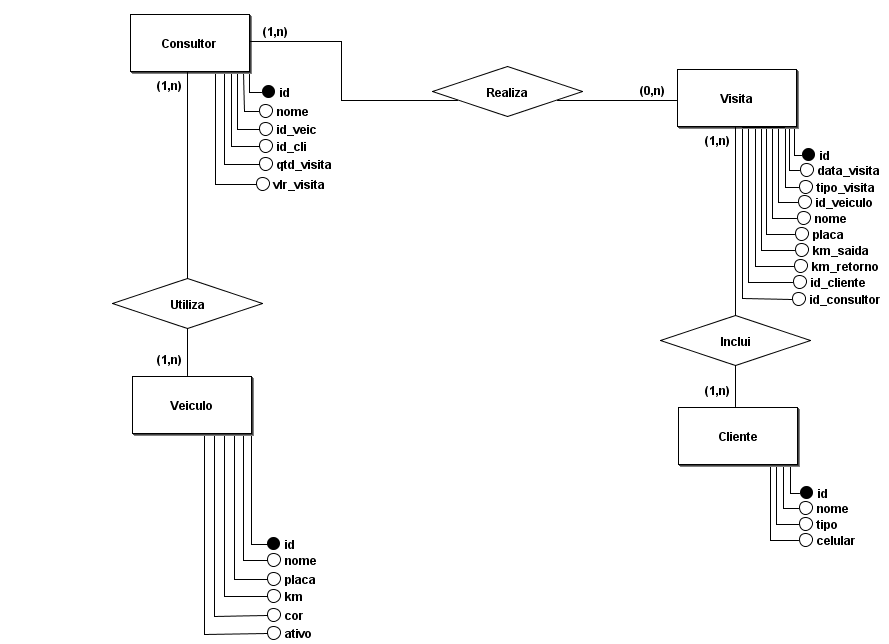 Consultor
(1,n)
(1,n)
id
nome
id_veic
id_cli
qtd_visita
vlr_visita
Realiza
(0,n)
Visita
(1,n)
id
data_visita
tipo_visita
id_veiculo
nome
placa
km_saida
km_retorno
id_cliente
id_consultor
Utiliza
(1,n)
Veiculo
id
nome
placa
km
cor
ativo
Inclui
(1,n)
Cliente
id
nome
tipo
celular